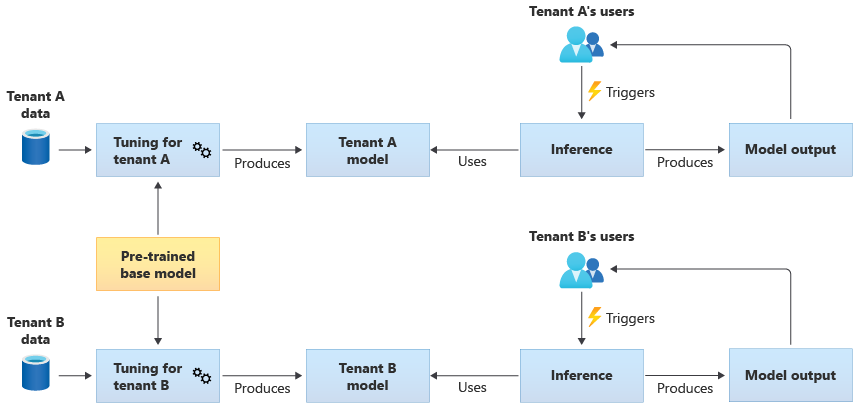 Tenant A's users
Triggers
Tenant A
data
Tuning for
tenant A
Produces
Tenant A
model
Uses
Inference
Produces
Model output
Pre-trained
base model
Tenant B's users
Triggers
Tenant B
data
Tuning for
tenant B
Produces
Tenant B
model
Uses
Inference
Produces
Model output